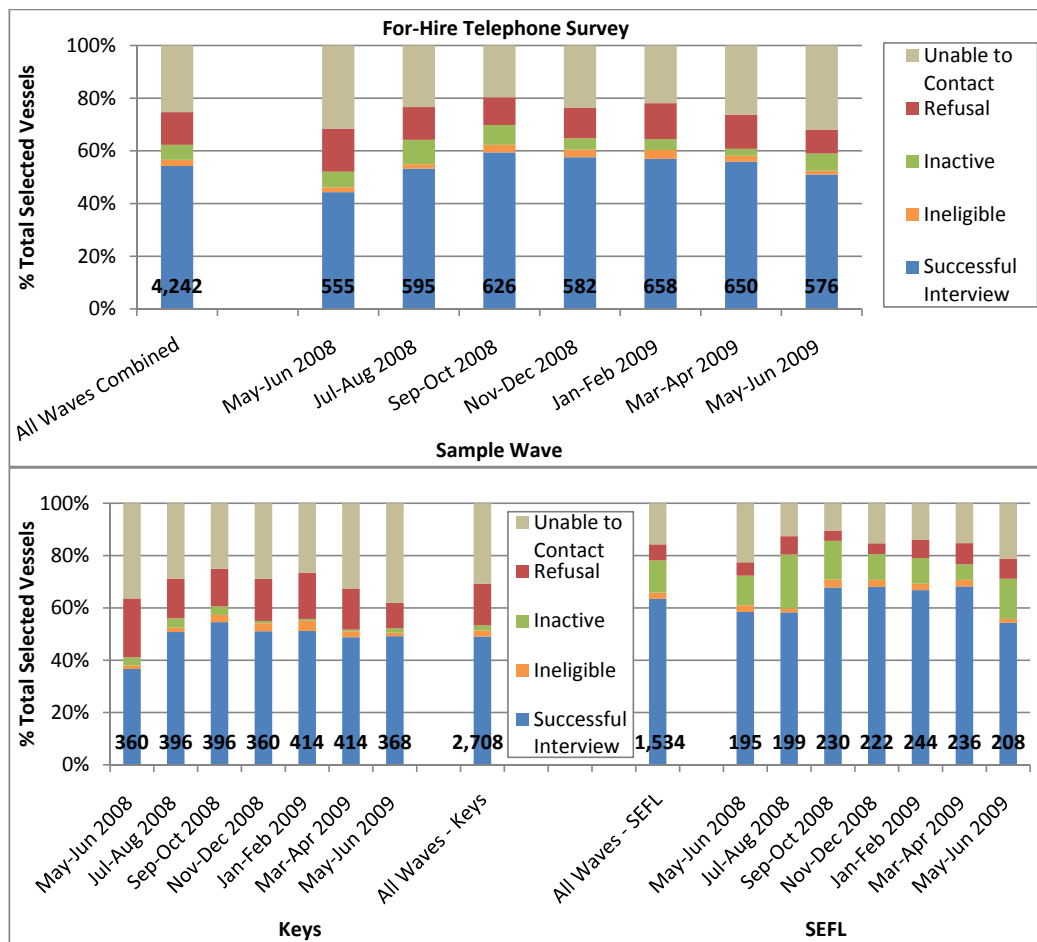 For-Hire Telephone Survey
% Total Selected Vessels
100%
80%
60%
40%
20%
0%
4,242
555
595
626
582
658
650
576
All Waves Combined
May-Jun 2008
Jul-Aug 2008
Sep-Oct 2008
Nov-Dec 2008
Jan-Feb 2009
Mar-Apr 2009
May-Jun 2009
Sample Wave
Unable to
Contact
Refusal
Inactive
Ineligible
Successful
Interview
% Total Selected Vessels
100%
80%
60%
40%
20%
0%
360
396
396
360
414
414
368
2,708
1,534
195
199
230
222
244
236
208
Unable to
Contact
Refusal
Inactive
Ineligible
Successful
Interview
May-Jun 2008
Jul-Aug 2008
Sep-Oct 2008
Nov-Dec 2008
Jan-Feb 2009
Mar-Apr 2009
May-Jun 2009
All Waves - Keys
All Waves - SEFL
May-Jun 2008
Jul-Aug 2008
Sep-Oct 2008
Nov-Dec 2008
Jan-Feb 2009
Mar-Apr 2009
May-Jun 2009
Keys
SEFL